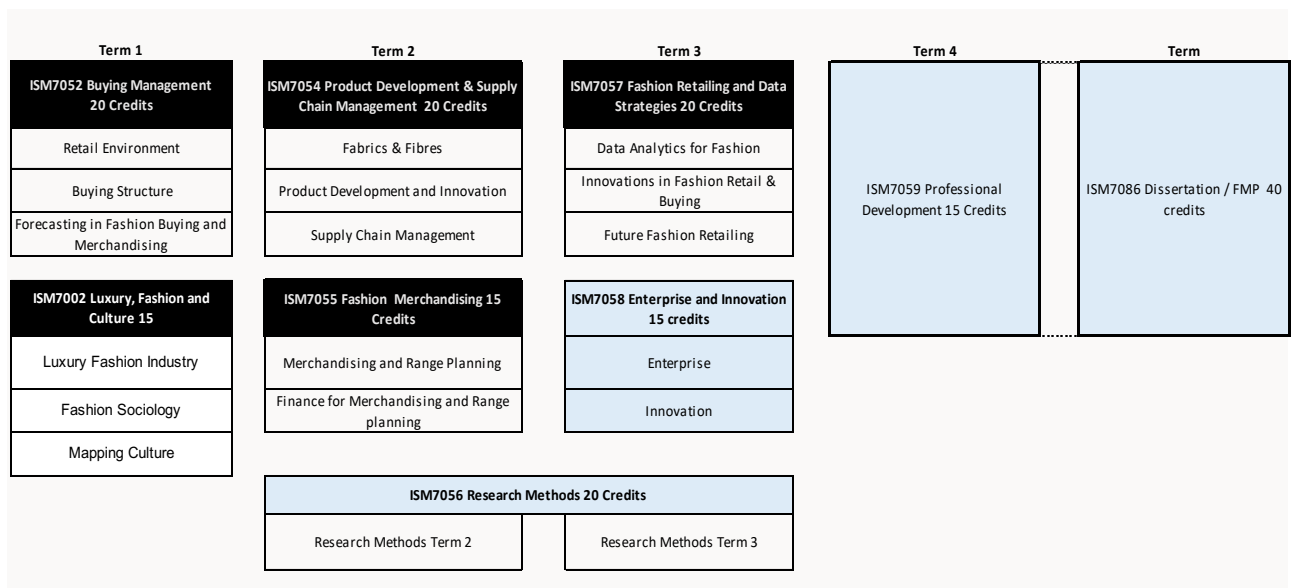 Term 1
ISM7052 Buying Management
20 Credits
Retail Environment
Buying Structure
Forecasting in Fashion Buying and
Merchandising
ISM7002 Luxury, Fashion and
Culture 15
Luxury Fashion Industry
Fashion Sociology
Mapping Culture
Term 2
ISM7054 Product Development & Supply
Chain Management 20 Credits
Fabrics & Fibres
Product Development and Innovation
Supply Chain Management
ISM7055 Fashion Merchandising 15
Credits
Merchandising and Range Planning
Finance for Merchandising and Range
planning
Term 3
ISM7057 Fashion Retailing and Data
Strategies 20 Credits
Data Analytics for Fashion
Innovations in Fashion Retail &
Buying
Future Fashion Retailing
ISM7058 Enterprise and Innovation
15 credits
Enterprise
Innovation
ISM7056 Research Methods 20 Credits
Research Methods Term 2
Research Methods Term 3
Term 4
ISM7059 Professional
Development 15 Credits
Term
ISM7086 Dissertation / FMP 40
credits